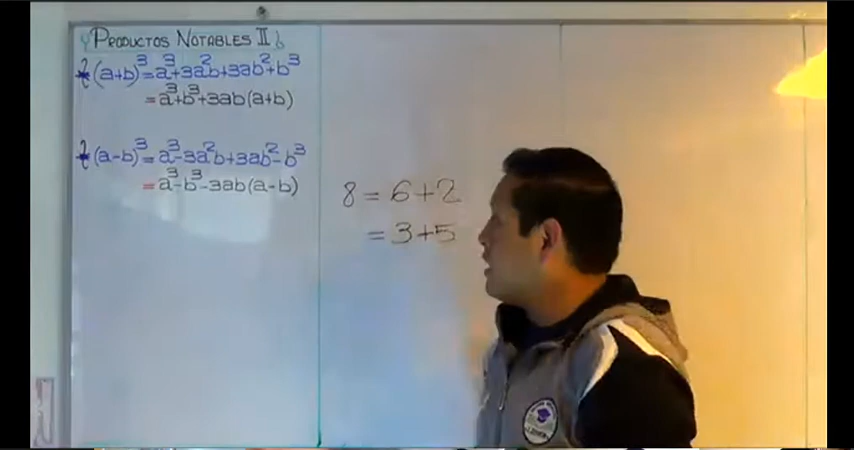 Productos Notables II
(a+b)³=a³+3a²b+3ab²+b³
=a³+b³+3ab(a+b)
(a-b)³=a³-3a²b+3ab²-b³
=a³-b³-3ab(a-b)
8=6+2
=3+5